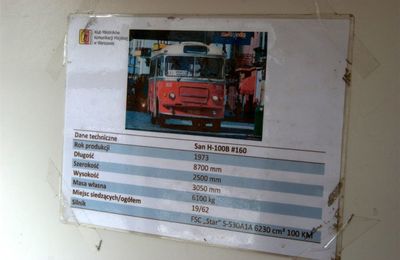 Klub Miłośników
Komunikacji Miejskiej
w Warszawie
Dane techniczne
Rok produkcji
Długość
Szerokość
Wysokość
Masa własna
Miejsc siedzących/ogółem
Silnik
San H-100B #160
1973
8700 mm
2500 mm
3050 mm
6100 kg
19/62
FSC „Star” S-530A1A 6230 cm³ 100 KM